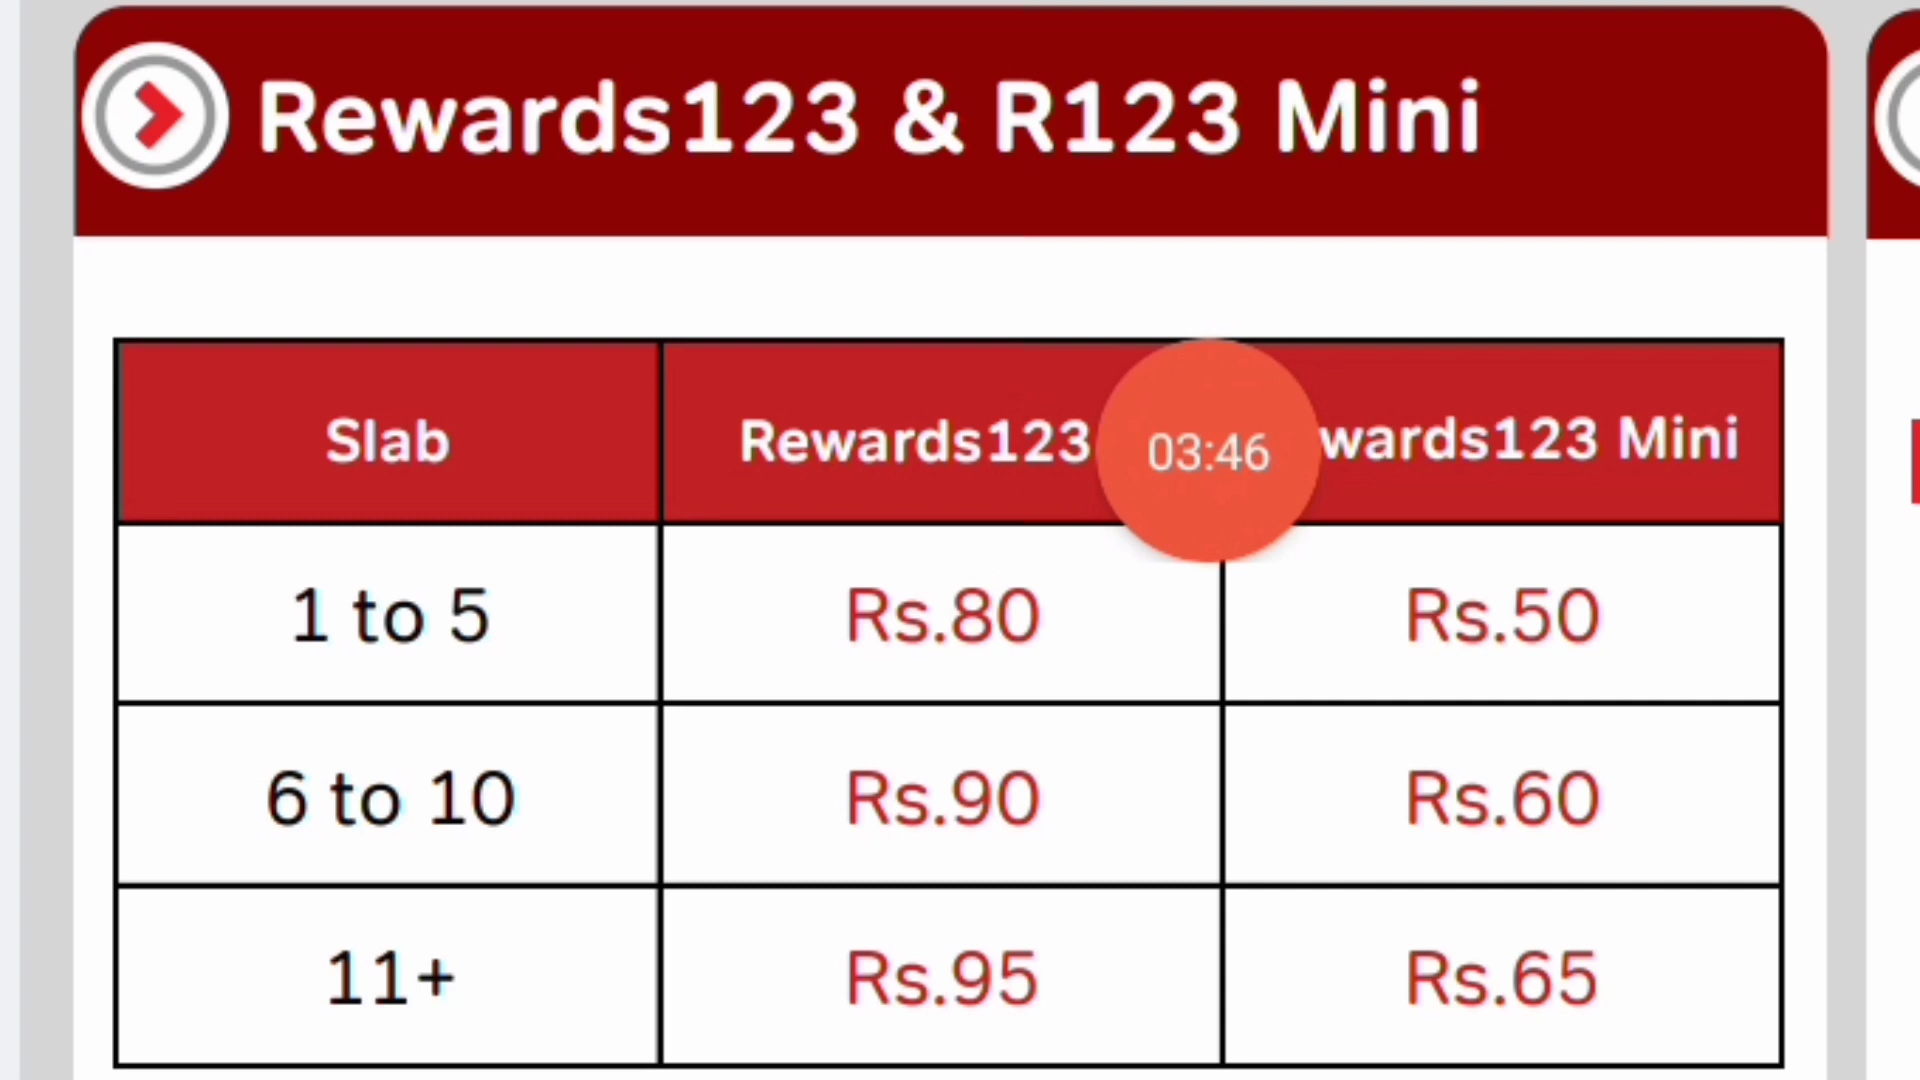 Rewards123 & R123 Mini
Slab Rewards123 wards123 Mini
03:46
1 to 5 Rs.80 Rs.50
6 to 10 Rs.90 Rs.60
11+ Rs.95 Rs.65